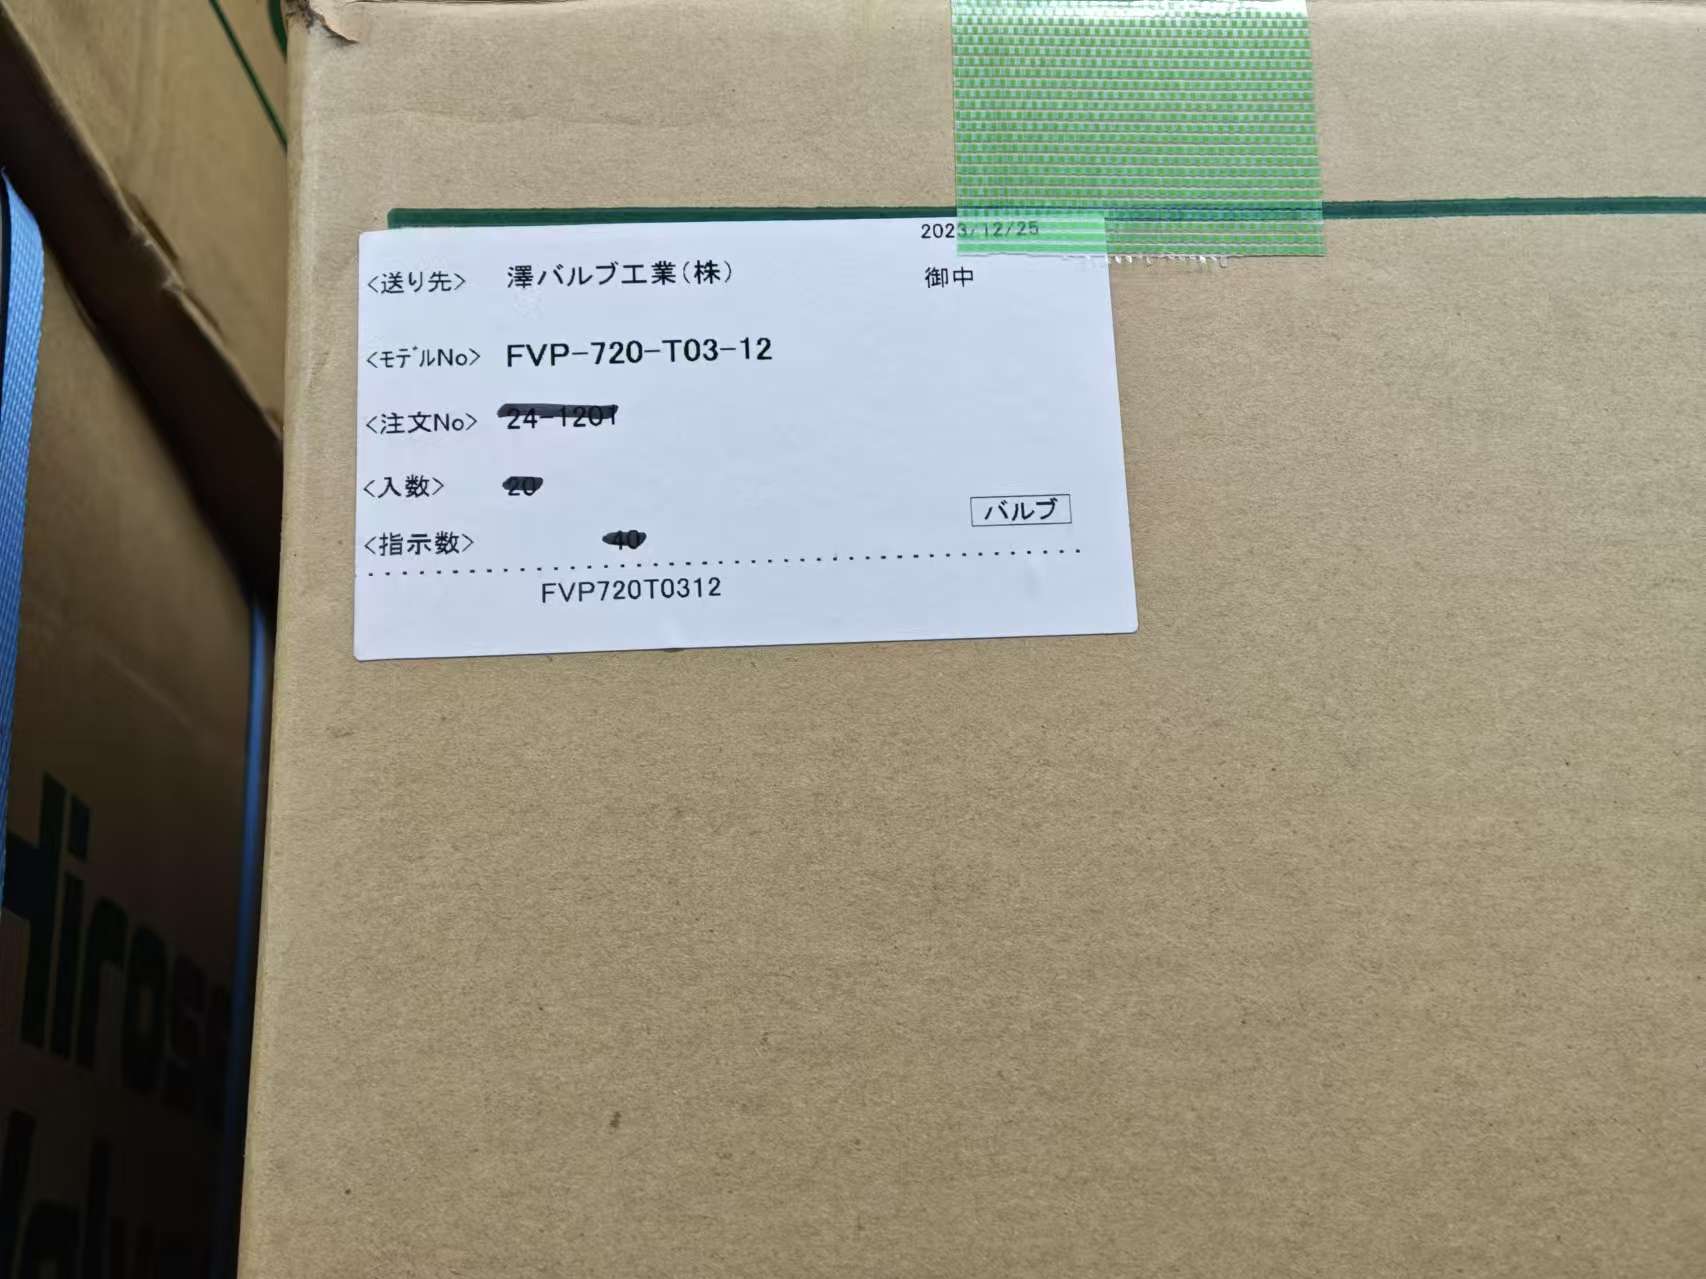 2023/12/25
<送り先> 澤バルブ工業(株) 御中
<モデルNo> FVP-720-T03-12
<注文No> 24-1201
<入数> 20
<指示数> 40
バルブ
FVP720T0312
Hiros